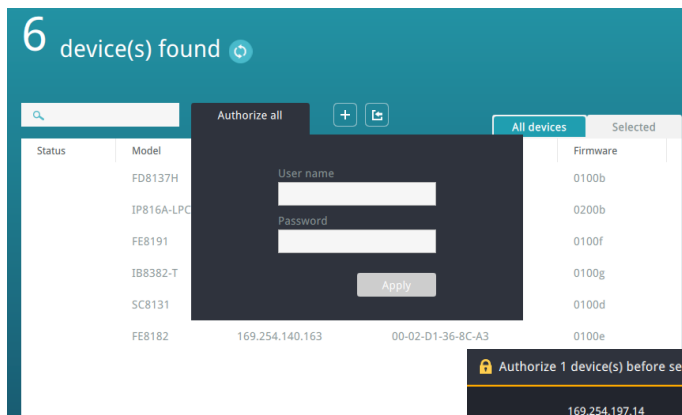 6 device(s) found
Authorize all
All devices Selected
Status Model Firmware
User name
Password
Apply
FD8137H 0100b
IP816A-LPC 0200b
FE8191 0100f
IB8382-T 0100g
SC8131 0100d
FE8182 169.254.140.163 00-02-D1-36-8C-A3 0100e
Authorize 1 device(s) before se
169.254.197.14